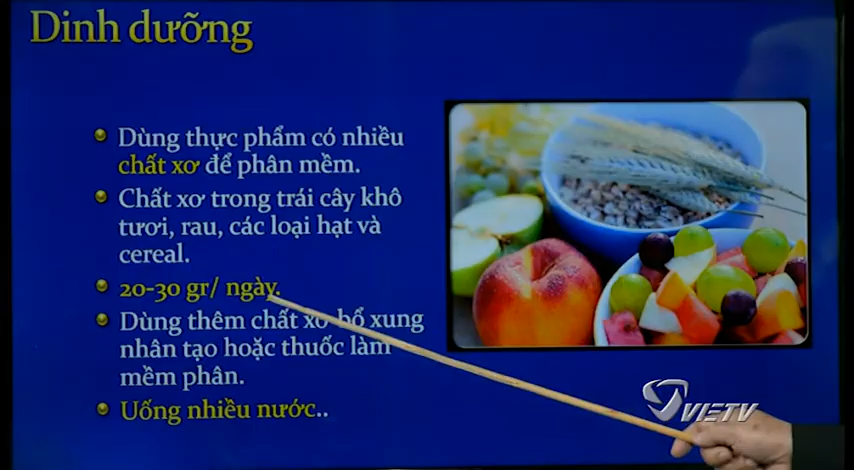 Dinh dưỡng
Dùng thực phẩm có nhiều
chất xơ để phân mềm.
Chất xơ trong trái cây khô
tươi, rau, các loại hạt và
cereal.
20-30 gr/ ngày.
Dùng thêm chất xơ bổ xung
nhân tạo hoặc thuốc làm
mềm phân.
Uống nhiều nước..
VIETV